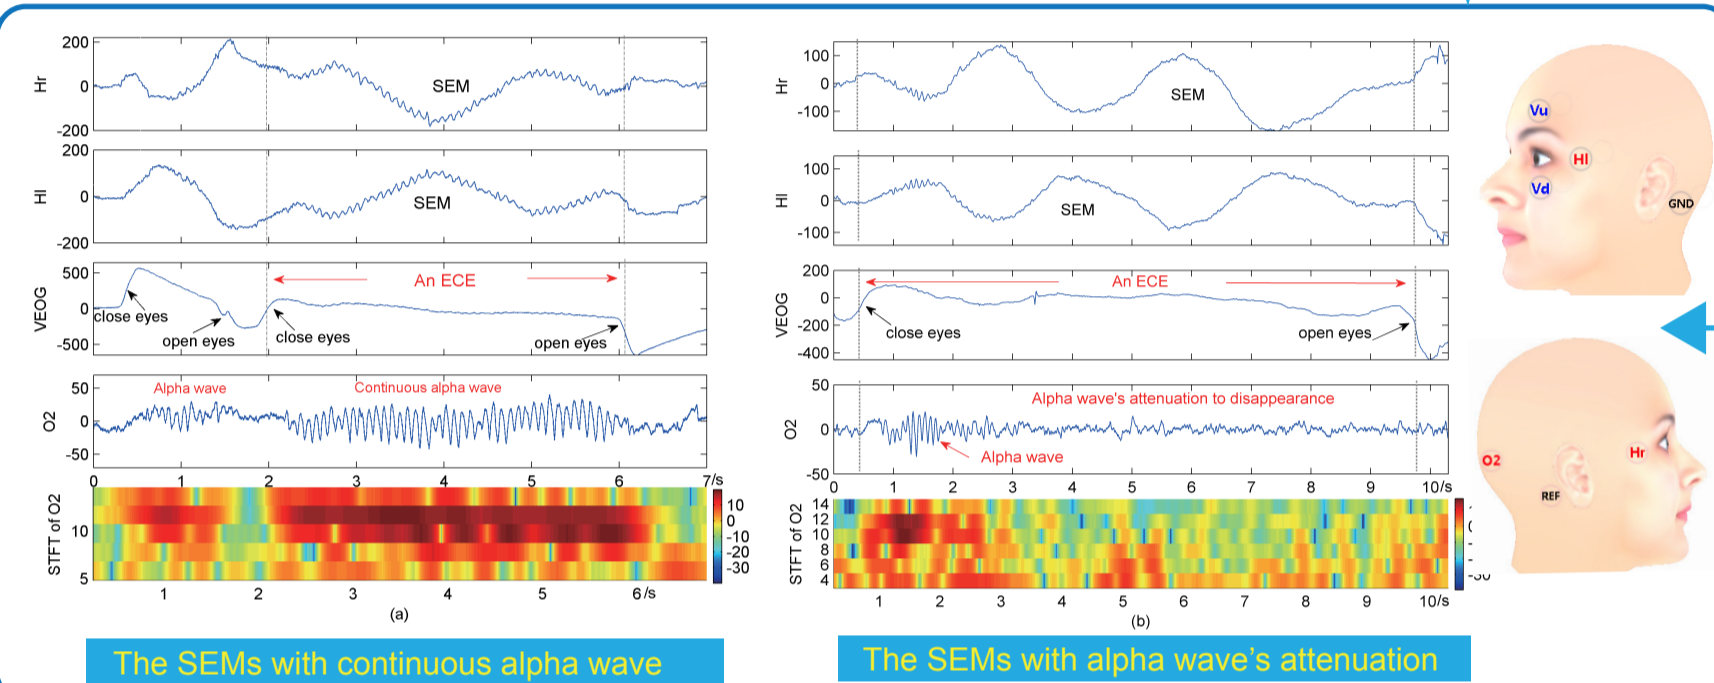 200
0
-200
Hr
SEM
200
0
-200
Hl
SEM
500
0
-500
VEOG
An ECE
close eyes
open eyes
close eyes
open eyes
50
0
-50
O2
Alpha wave
Continuous alpha wave
0 1 2 3 4 5 6 7/s
STFT of O2
10
5
10
0
-10
-20
-30
1 2 3 4 5 6/s
(a)
The SEMs with continuous alpha wave
100
0
-100
Hr
SEM
100
0
-100
Hl
SEM
200
0
-200
-400
VEOG
An ECE
close eyes
open eyes
50
0
-50
O2
Alpha wave's attenuation to disappearance
Alpha wave
0 1 2 3 4 5 6 7 8 9 10/s
STFT of O2
14
12
10
8
6
4
1 2 3 4 5 6 7 8 9 10/s
(b)
The SEMs with alpha wave's attenuation
Vu
Hl
Vd
GND
O2
Hr
REF